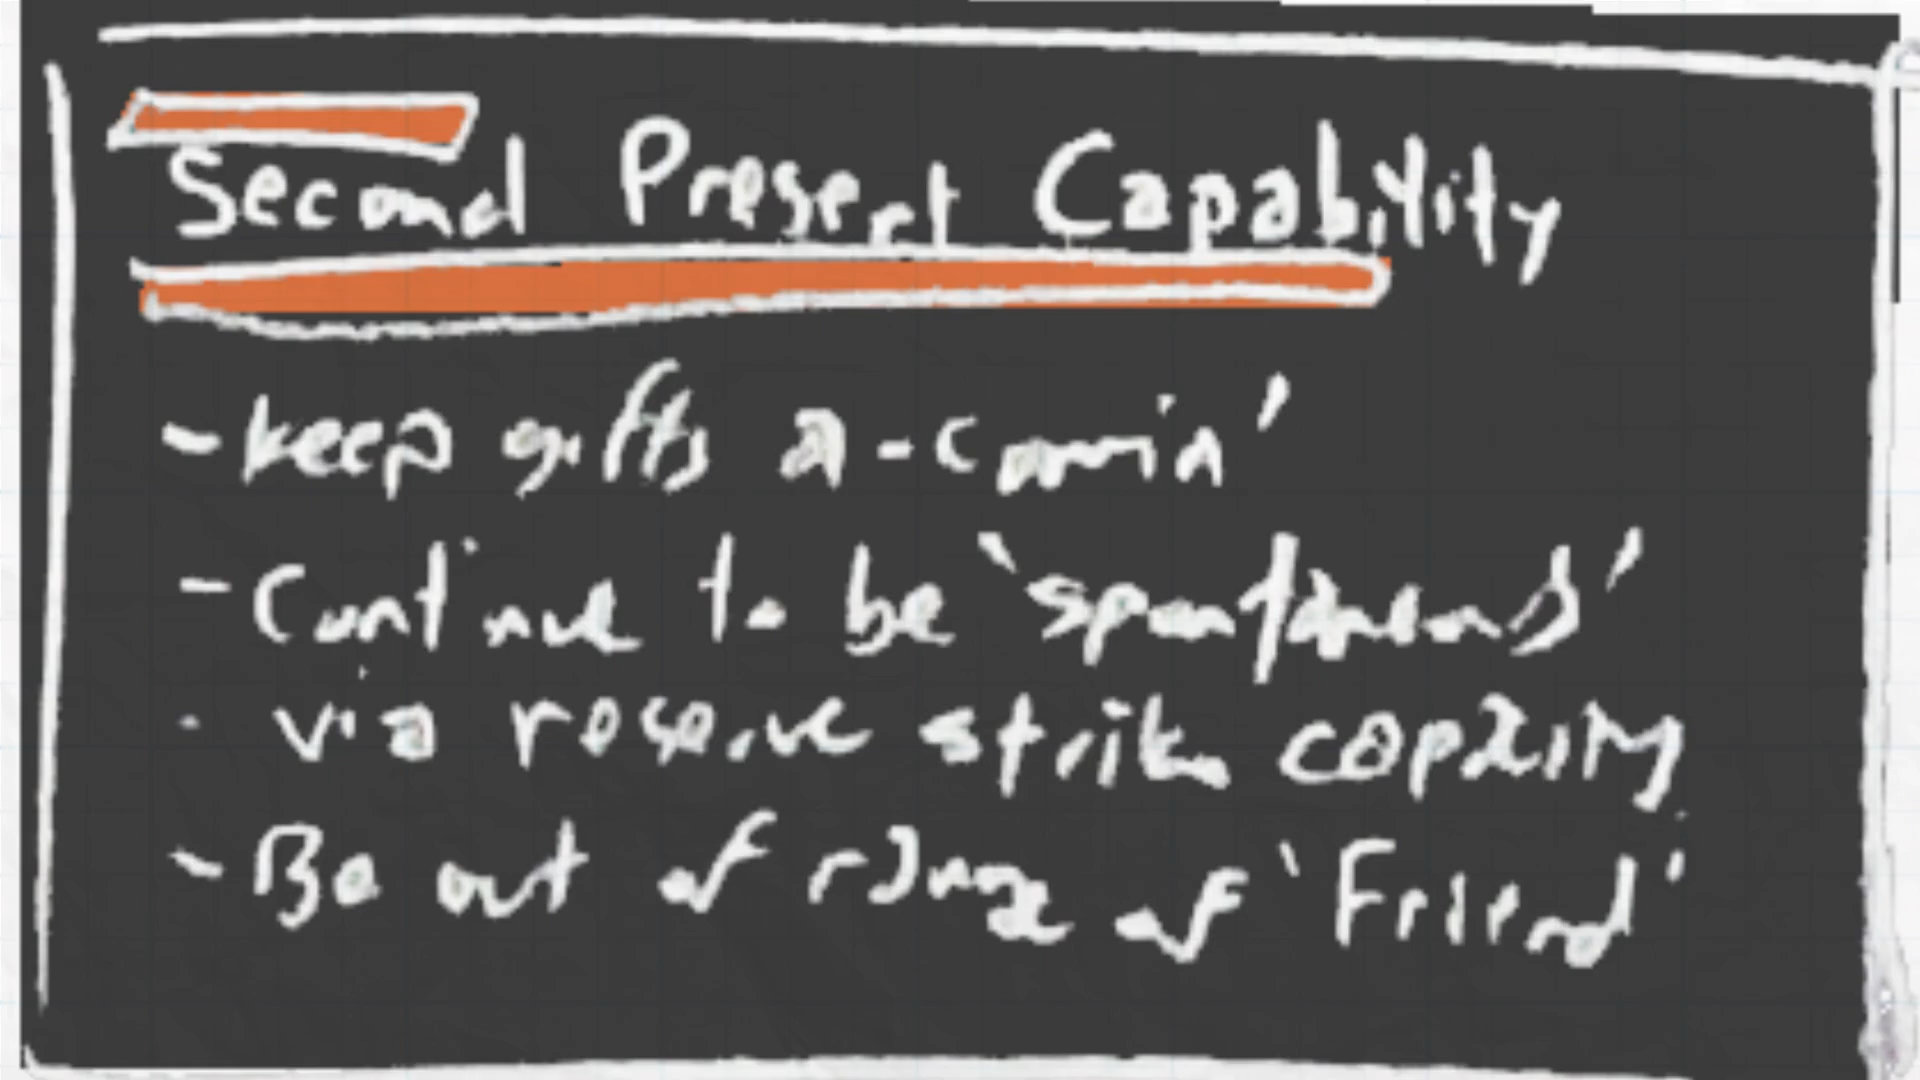 Second Present Capability
- keep gifts a-comin'
- Continue to be 'spontaneous'
- via reserve strike capacity
- Be out of range of 'Friend'